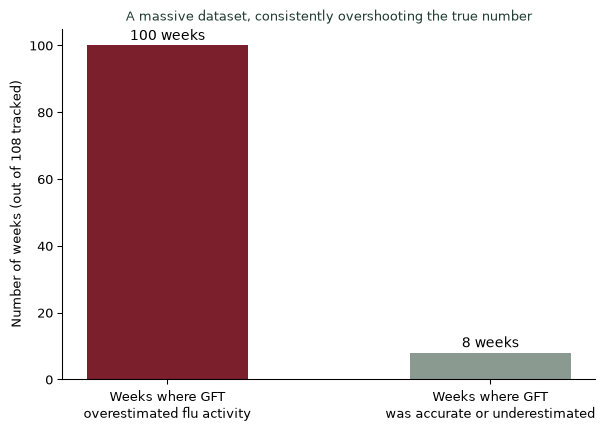 A massive dataset, consistently overshooting the true number
100 weeks
8 weeks
Number of weeks (out of 108 tracked)
100
80
60
40
20
0
Weeks where GFT
overestimated flu activity
Weeks where GFT
was accurate or underestimated